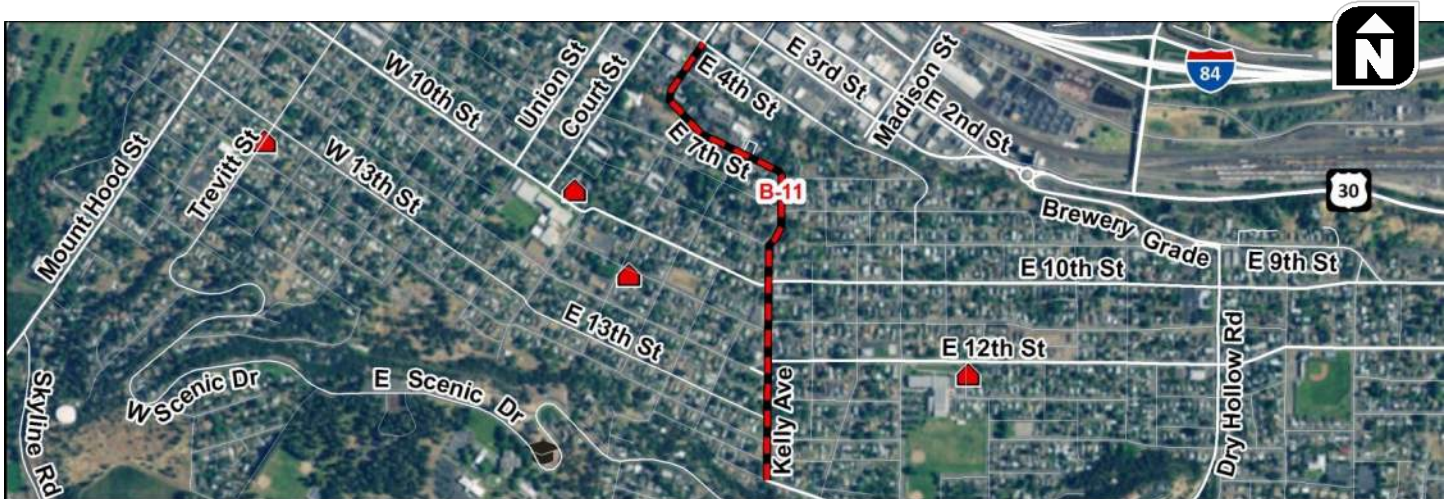 N
84
E 3rd St
Madison St
E 2nd St
E 4th St
W 10th St
Union St
Court St
E 7th St
Trevitt St
W 13th St
Mount Hood St
B-11
30
Brewery Grade
E 10th St
E 9th St
E 13th St
E 12th St
Dry Hollow Rd
Kelly Ave
W Scenic Dr
E Scenic Dr
Skyline Rd